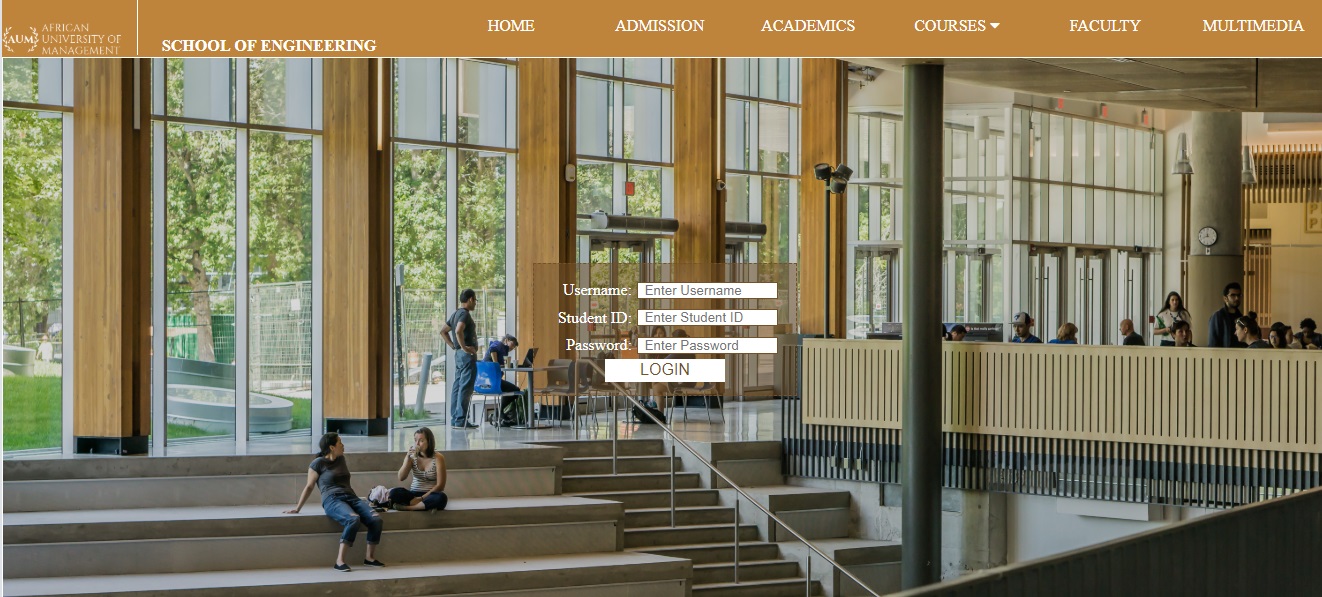 AFRICAN
UNIVERSITY OF
MANAGEMENT
AUM
SCHOOL OF ENGINEERING
HOME
ADMISSION
ACADEMICS
COURSES
FACULTY
MULTIMEDIA
Username: Enter Username
Student ID: Enter Student ID
Password: Enter Password
LOGIN